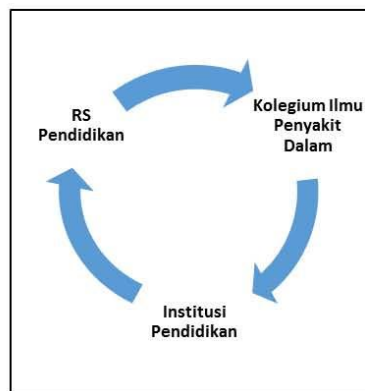 RS
Pendidikan
Kolegium Ilmu
Penyakit
Dalam
Institusi
Pendidikan